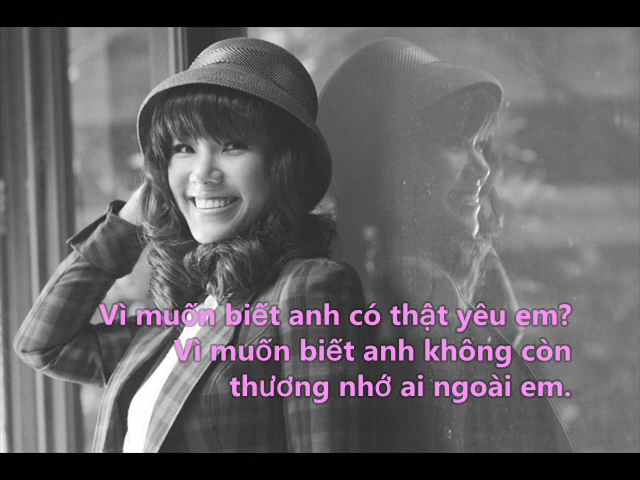 Vì muốn biết anh có thật yêu em?
Vì muốn biết anh không còn
thương nhớ ai ngoài em.